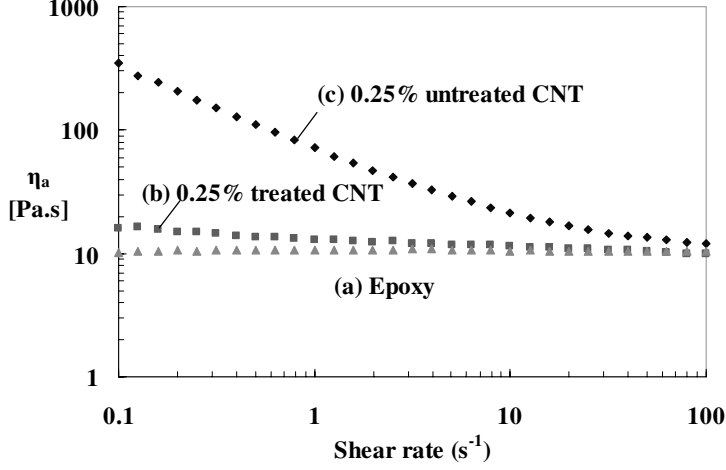 1000
(c) 0.25% untreated CNT
100
ηa
[Pa.s]
(b) 0.25% treated CNT
10
(a) Epoxy
1
0.1 1 10 100
Shear rate (s⁻¹)